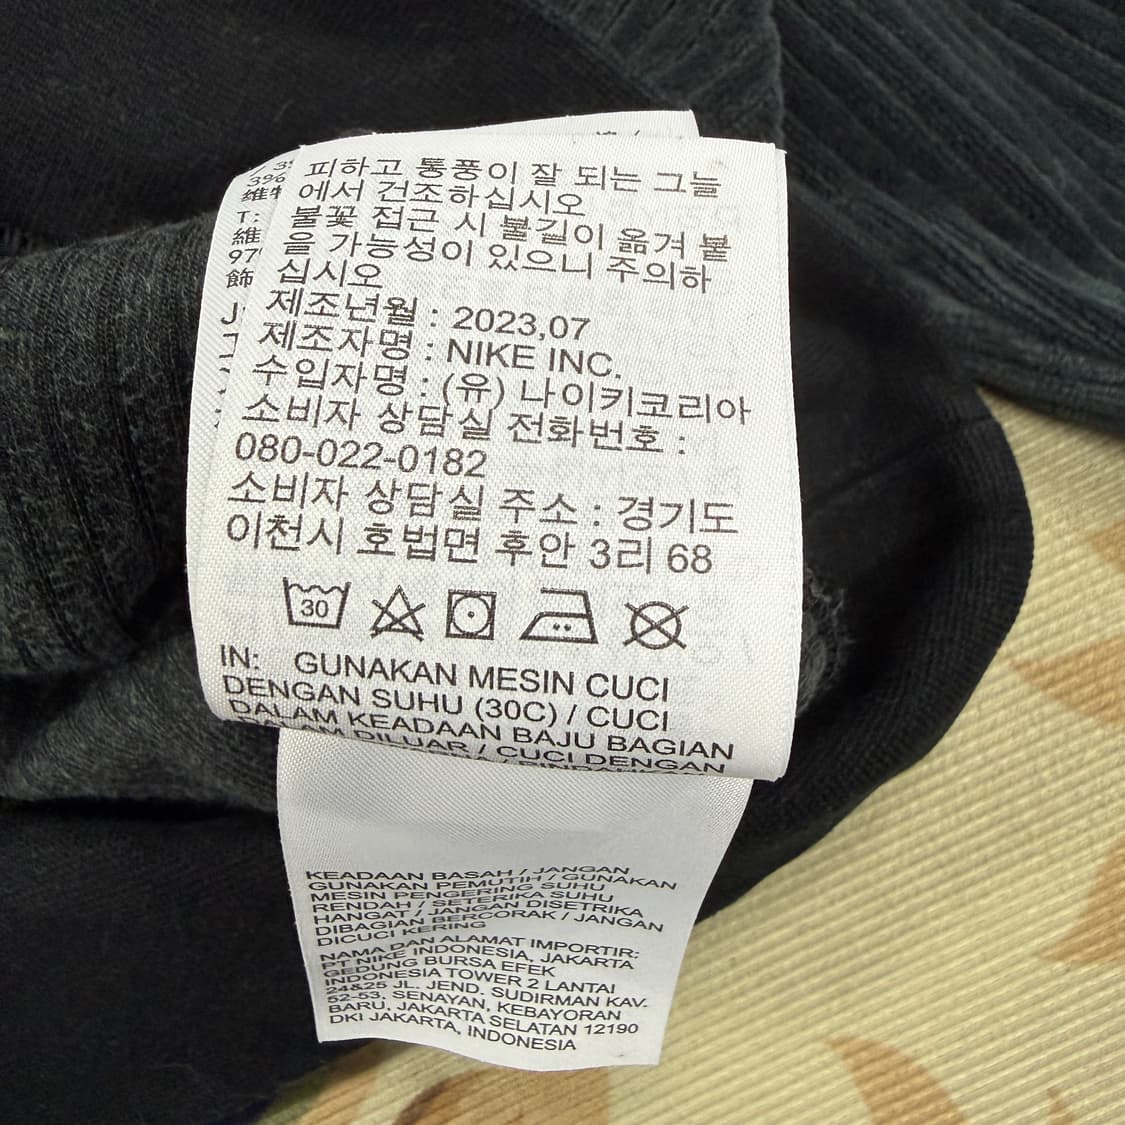 피하고 통풍이 잘 되는 그늘
에서 건조하십시오
불꽃 접근 시 불길이 옮겨 붙
을 가능성이 있으니 주의하
십시오
제조년월 : 2023,07
제조자명 : NIKE INC.
수입자명 : (유) 나이키코리아
소비자 상담실 전화번호 :
080-022-0182
소비자 상담실 주소 : 경기도
이천시 호법면 후안 3리 68
30
IN: GUNAKAN MESIN CUCI
DENGAN SUHU (30C) / CUCI
DALAM KEADAAN BAJU BAGIAN
DALAM DILUAR / CUCI DENGAN
KEADAAN BASAH / JANGAN
GUNAKAN PEMUTIH / GUNAKAN
MESIN PENGERING SUHU
RENDAH / SETERIKA SUHU
HANGAT / JANGAN DISETRIKA
DIBAGIAN BERCORAK / JANGAN
DICUCI KERING
NAMA DAN ALAMAT IMPORTIR:
PT NIKE INDONESIA, JAKARTA
GEDUNG BURSA EFEK
INDONESIA TOWER 2 LANTAI
24&25 JL. JEND. SUDIRMAN KAV.
52-53, SENAYAN, KEBAYORAN
BARU, JAKARTA SELATAN 12190
DKI JAKARTA, INDONESIA